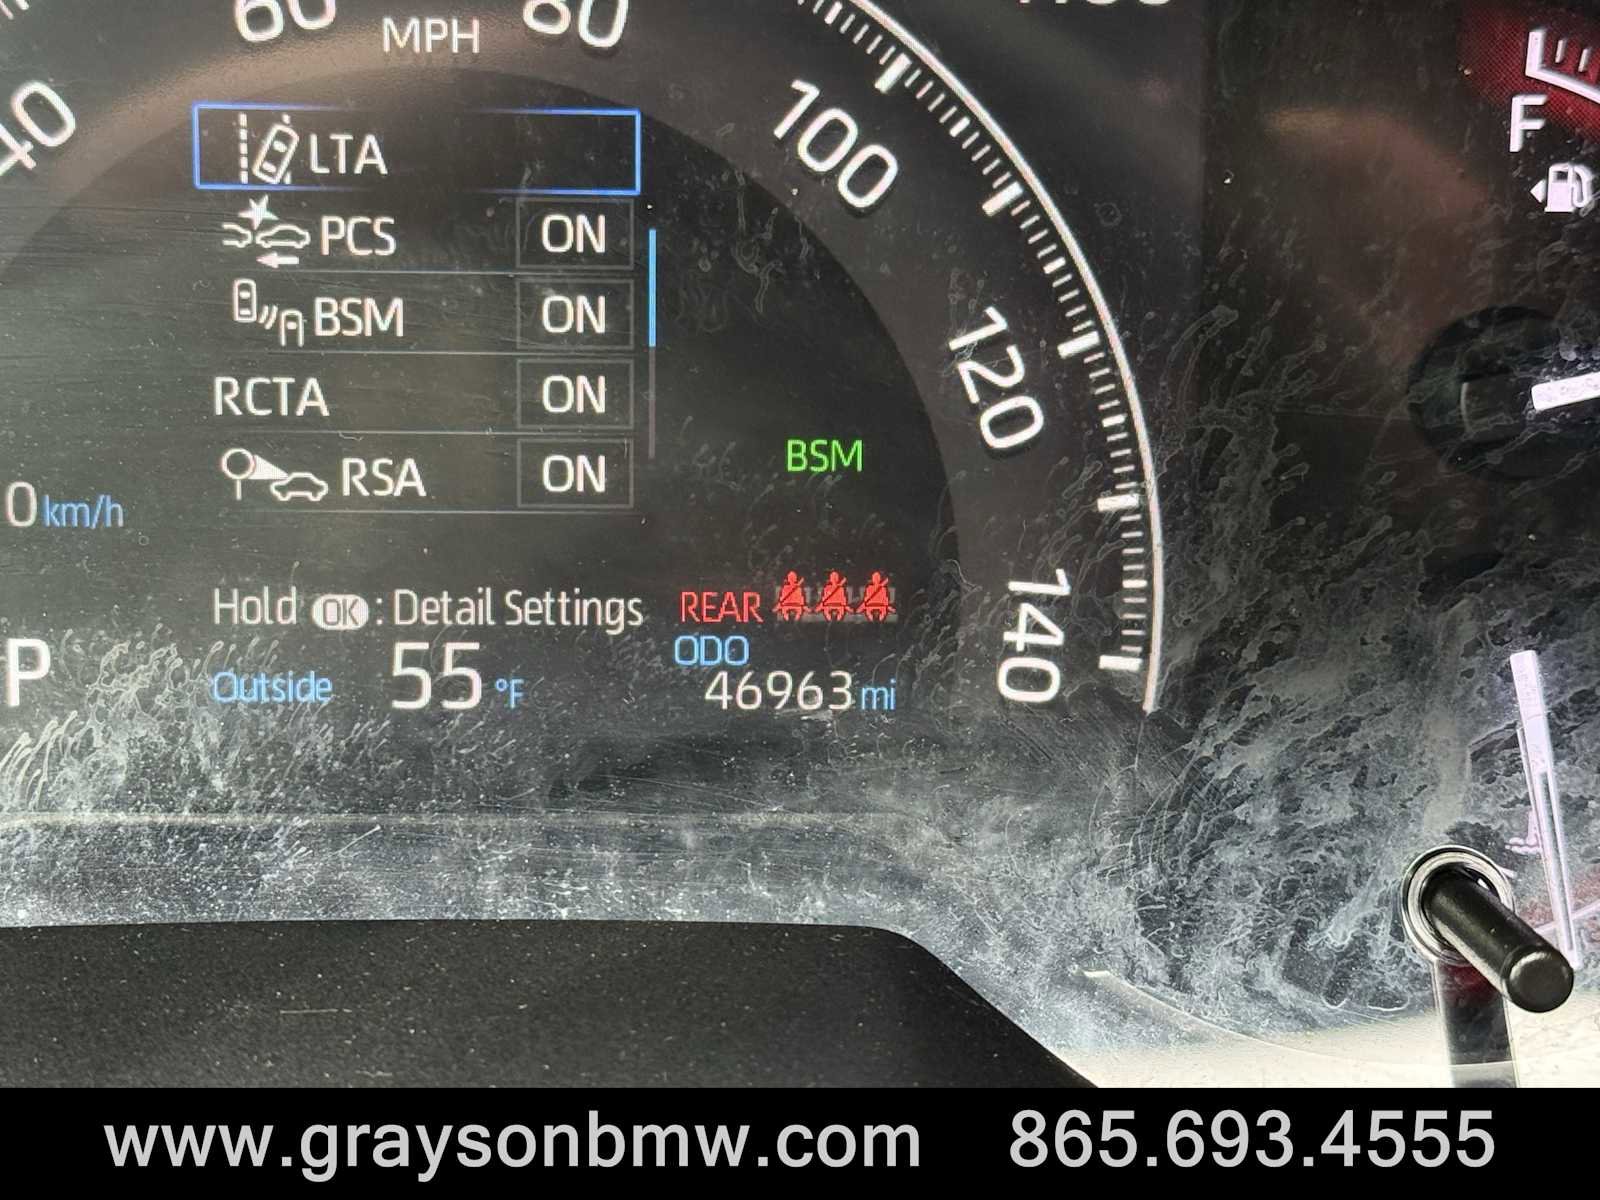 60
80
MPH
40
100
120
140
LTA
PCS ON
BSM ON
RCTA ON
RSA ON
BSM
0 km/h
Hold OK : Detail Settings
REAR
P
Outside 55 °F
ODO
46963 mi
F
www.graysonbmw.com 865.693.4555